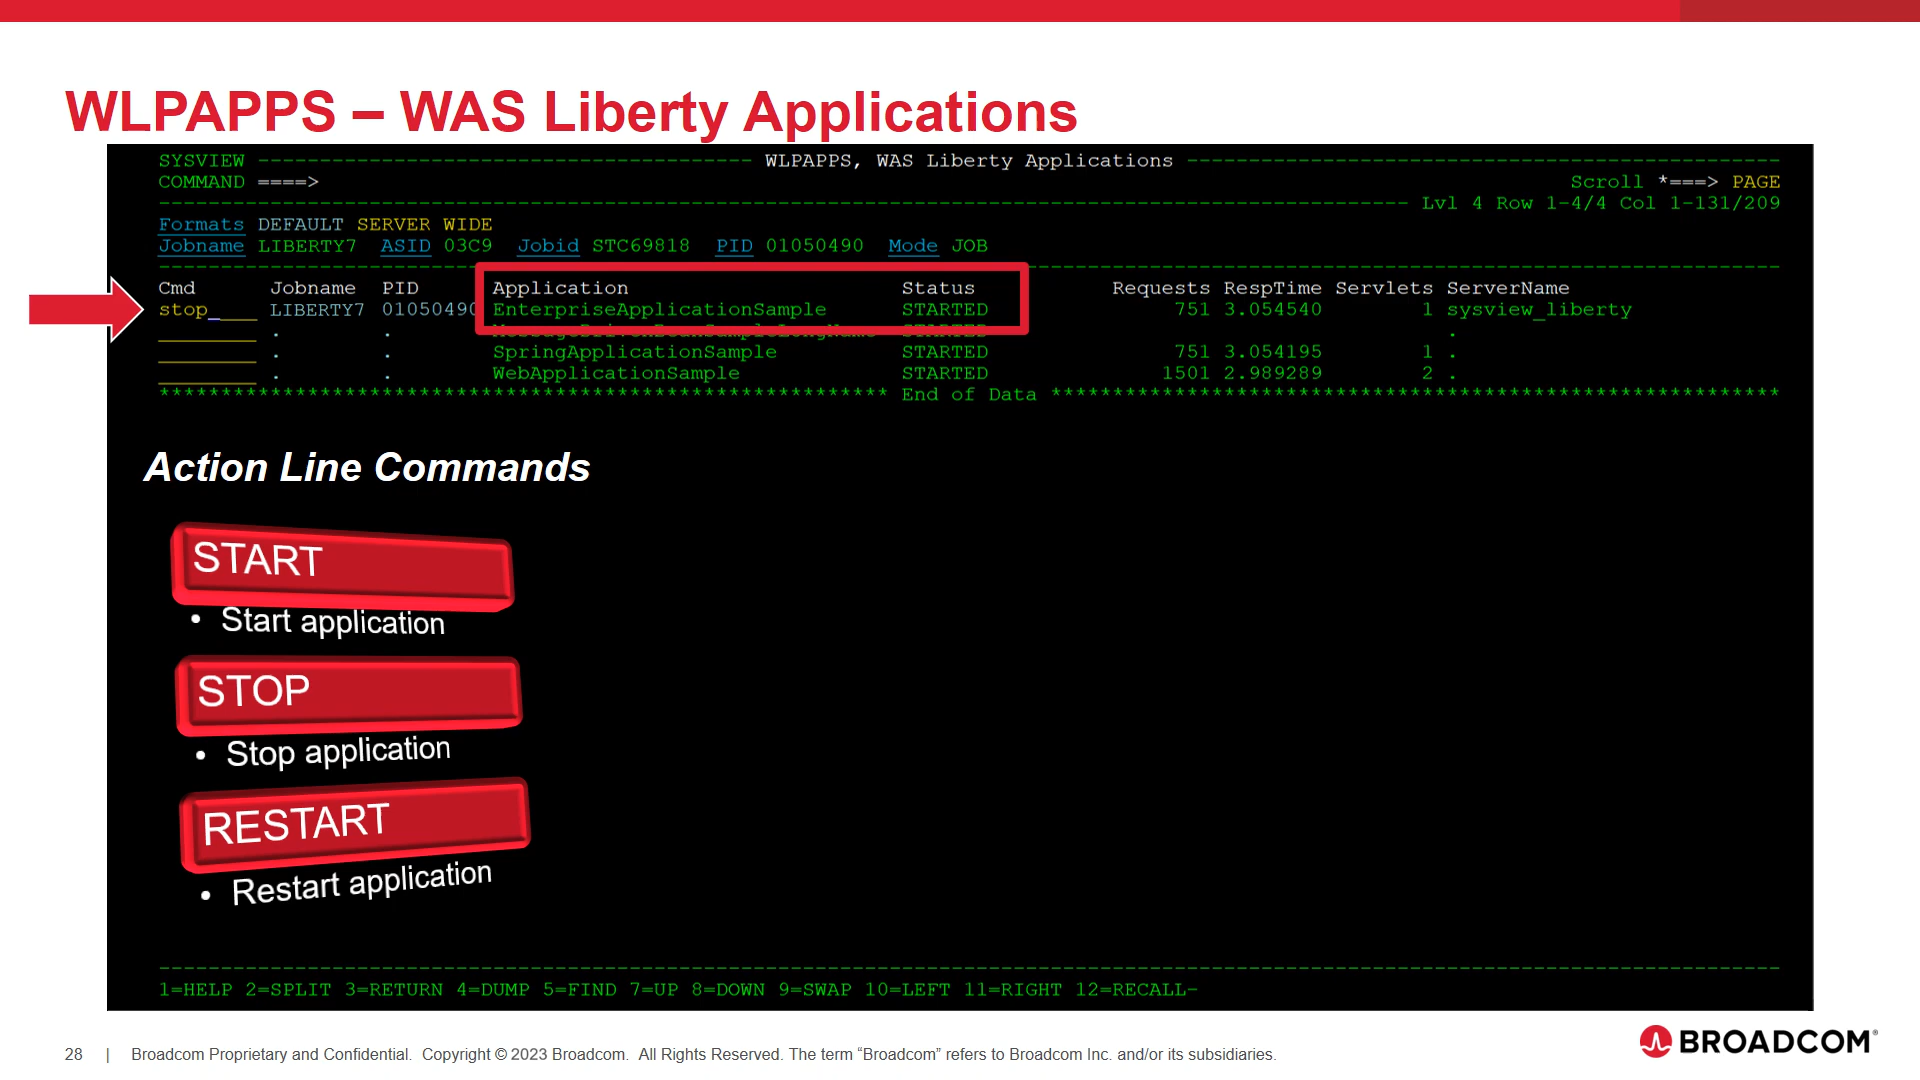 WLPAPPS – WAS Liberty Applications
SYSVIEW ---------------------------------------- WLPAPPS, WAS Liberty Applications ------------------------------------------------
COMMAND ====> Scroll *===> PAGE
Lvl 4 Row 1-4/4 Col 1-131/209
Formats DEFAULT SERVER WIDE
Jobname LIBERTY7 ASID 03C9 Jobid STC69818 PID 01050490 Mode JOB
Cmd Jobname PID Application Status Requests RespTime Servlets ServerName
stop____ LIBERTY7 01050490 EnterpriseApplicationSample STARTED 751 3.054540 1 sysview_liberty
________ . . MessageDrivenBeanSampleLongName STARTED .
________ . . SpringApplicationSample STARTED 751 3.054195 1 .
________ . . WebApplicationSample STARTED 1501 2.989289 2 .
*********************************************************** End of Data ***********************************************************
Action Line Commands
START
• Start application
STOP
• Stop application
RESTART
• Restart application
1=HELP 2=SPLIT 3=RETURN 4=DUMP 5=FIND 7=UP 8=DOWN 9=SWAP 10=LEFT 11=RIGHT 12=RECALL-
28 | Broadcom Proprietary and Confidential. Copyright © 2023 Broadcom. All Rights Reserved. The term “Broadcom” refers to Broadcom Inc. and/or its subsidiaries.
BROADCOM®